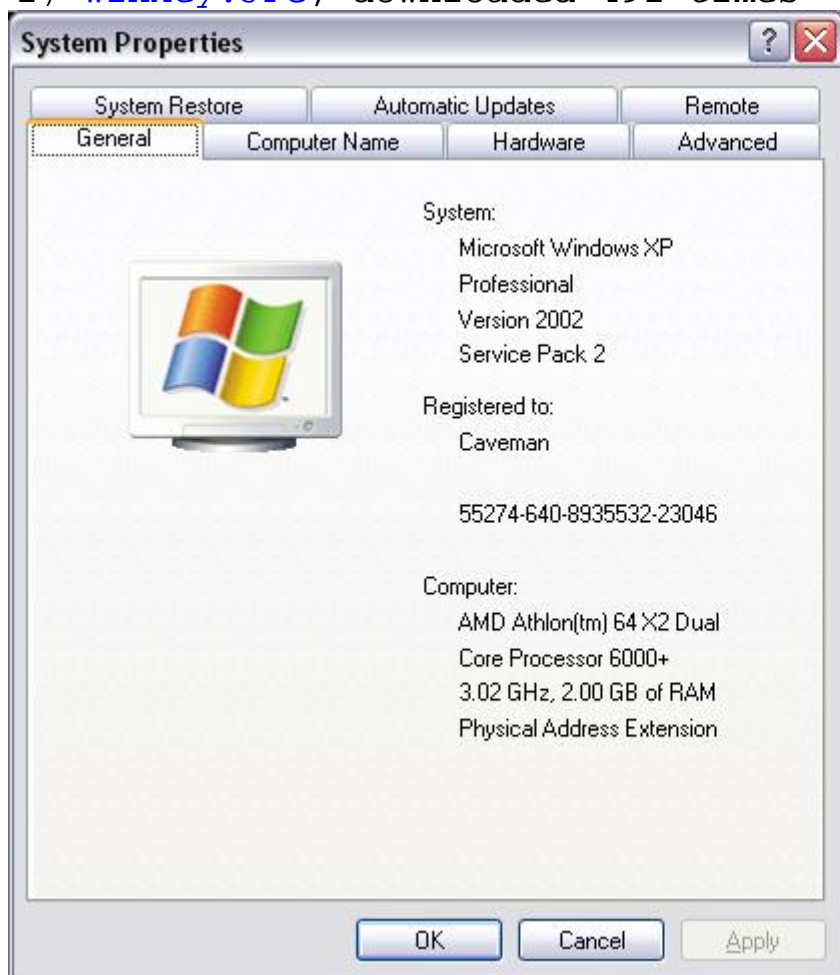 System Properties
System Restore Automatic Updates Remote
General Computer Name Hardware Advanced
System:
Microsoft Windows XP
Professional
Version 2002
Service Pack 2
Registered to:
Caveman
55274-640-8935532-23046
Computer:
AMD Athlon(tm) 64 X2 Dual
Core Processor 6000+
3.02 GHz, 2.00 GB of RAM
Physical Address Extension
OK Cancel Apply